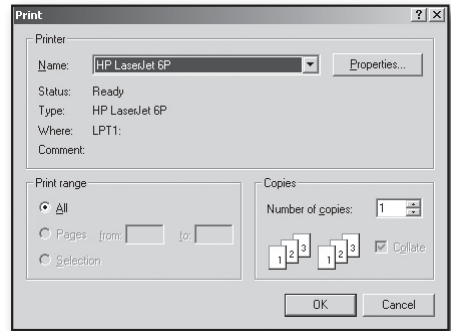 Print
Printer
Name: HP LaserJet 6P Properties...
Status: Ready
Type: HP LaserJet 6P
Where: LPT1:
Comment:
Print range
All
Pages from: to:
Selection
Copies
Number of copies: 1
1 2 3 1 2 3
Collate
OK Cancel